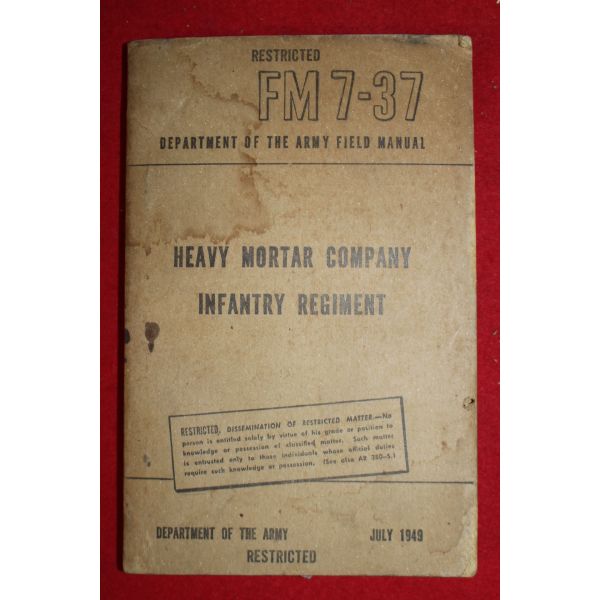 RESTRICTED
FM 7-37
DEPARTMENT OF THE ARMY FIELD MANUAL
HEAVY MORTAR COMPANY
INFANTRY REGIMENT
RESTRICTED. DISSEMINATION OF RESTRICTED MATTER.—No
person is entitled solely by virtue of his grade or position to
knowledge or possession of classified matter. Such matter
is entrusted only to those individuals whose official duties
require such knowledge or possession. (See also AR 380-5.)
DEPARTMENT OF THE ARMY JULY 1949
RESTRICTED